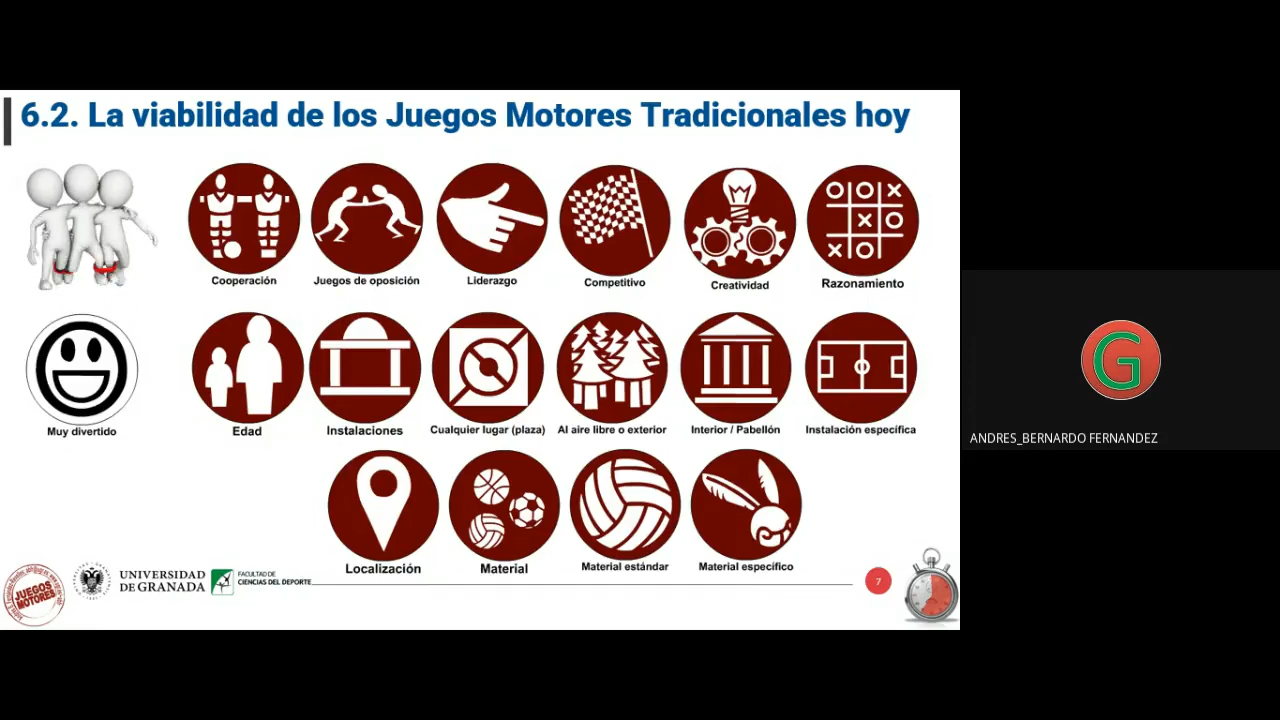 6.2. La viabilidad de los Juegos Motores Tradicionales hoy
Cooperación
Juegos de oposición
Liderazgo
Competitivo
Creatividad
Razonamiento
Muy divertido
Edad
Instalaciones
Cualquier lugar (plaza)
Al aire libre o exterior
Interior / Pabellón
Instalación específica
Localización
Material
Material estándar
Material específico
JUEGOS
MOTORES
UNIVERSIDAD
DE GRANADA
FACULTAD DE
CIENCIAS DEL DEPORTE
7
G
ANDRES_BERNARDO FERNANDEZ